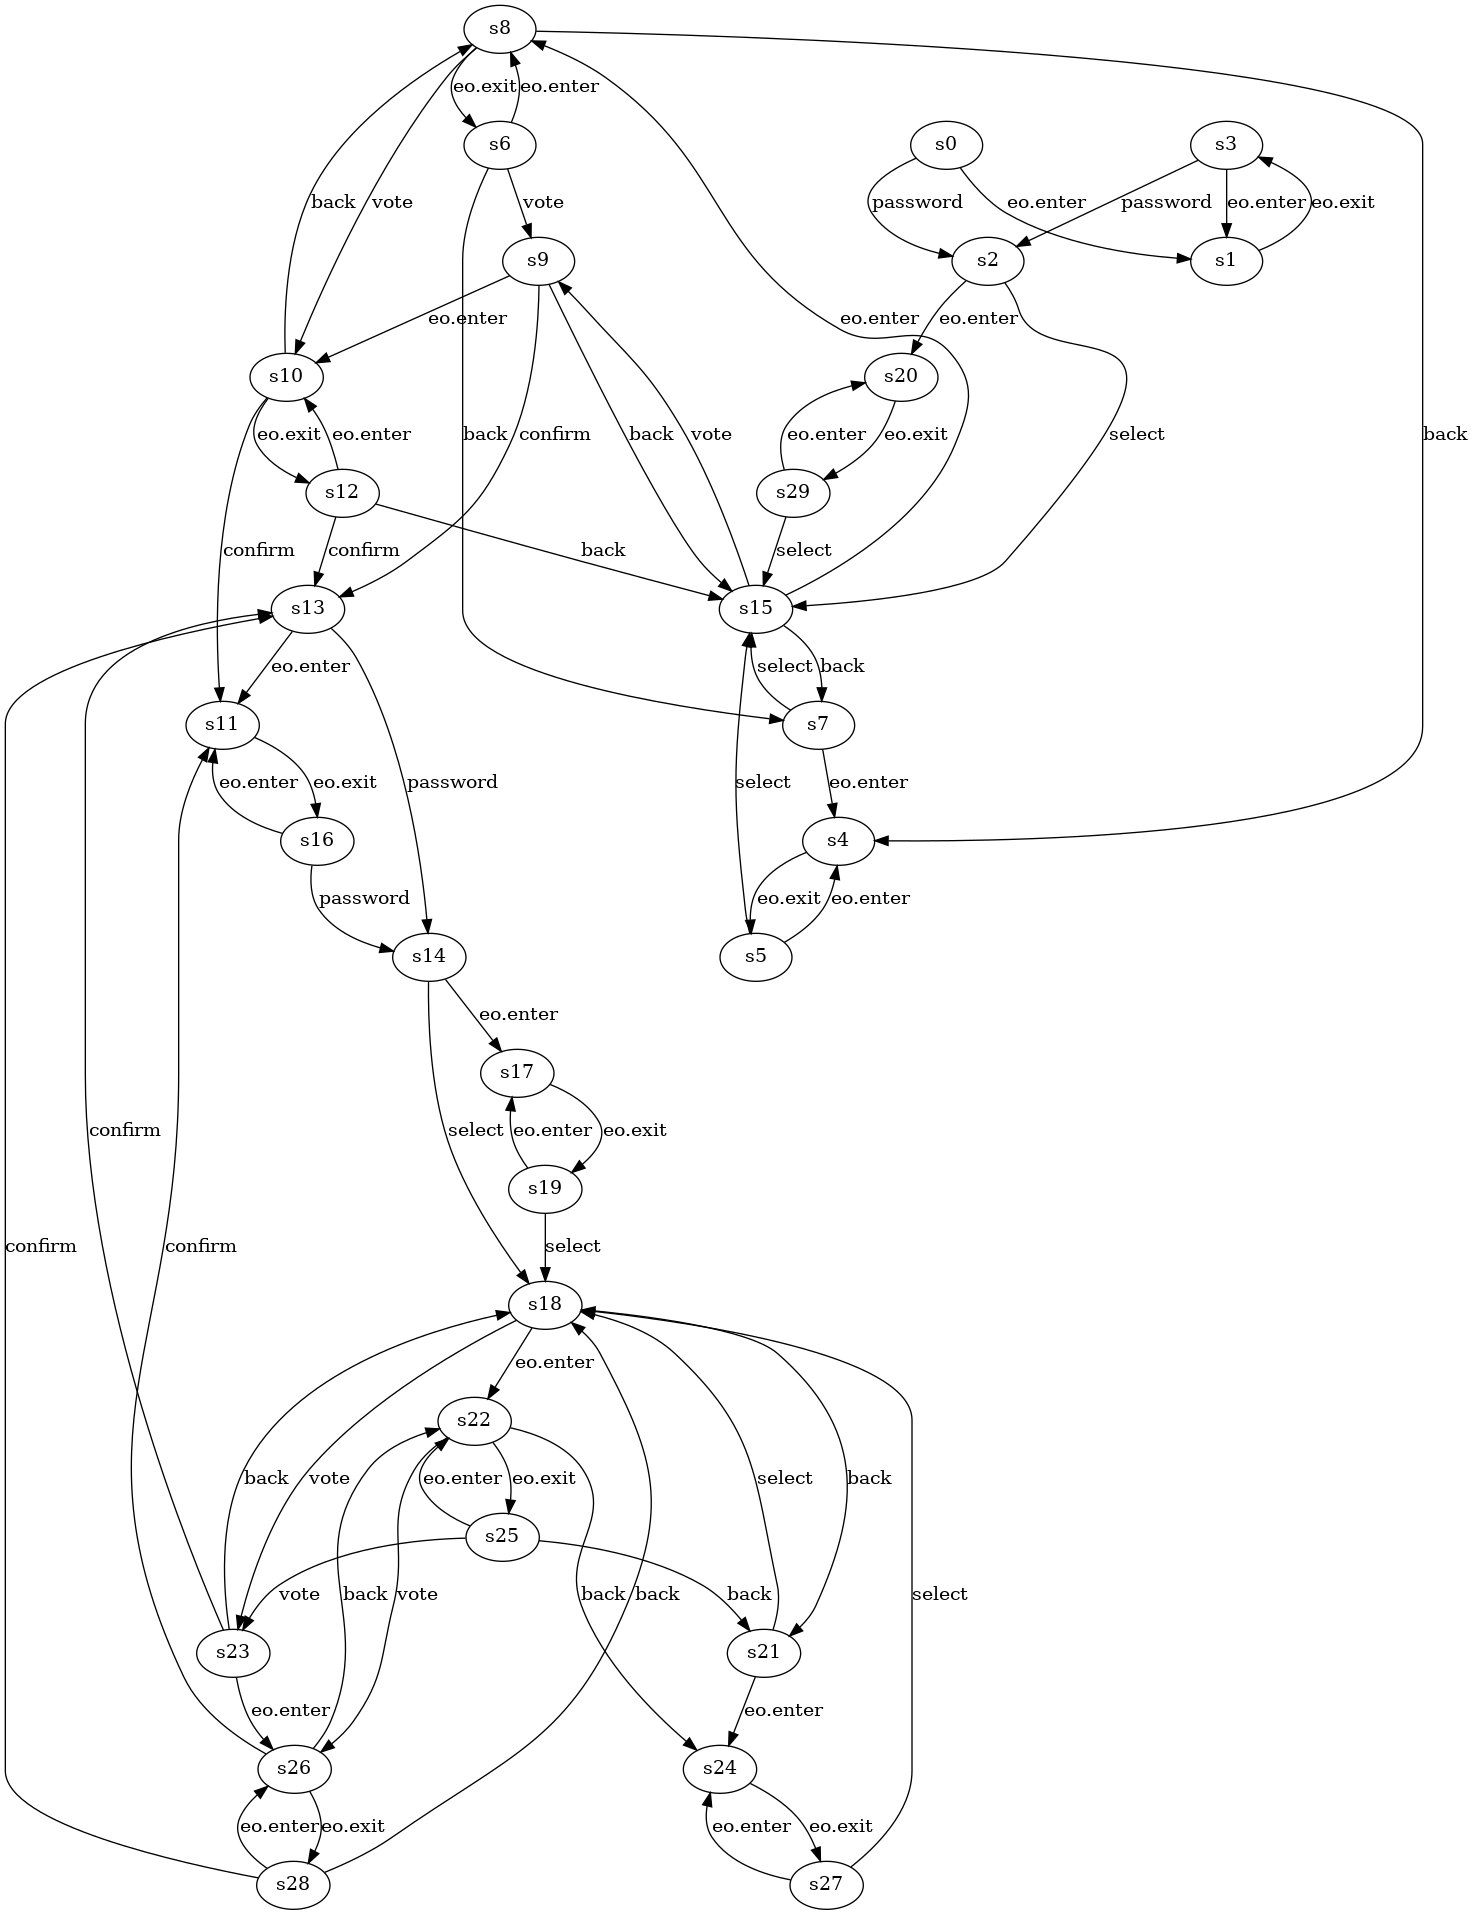 s8
eo.exit eo.enter
s6 s0 s3
back vote vote password eo.enter password eo.enter eo.exit
s9 s2 s1
eo.enter eo.enter eo.enter
s10 s20
eo.exit eo.enter back confirm back vote eo.enter eo.exit select back
s12 s29
confirm confirm back select
s13 s15
eo.enter select back
s11 s7
eo.enter eo.exit password select eo.enter
s16 s4
password eo.exit eo.enter
s14 s5
eo.enter
s17
confirm select eo.enter eo.exit
s19
confirm confirm select
s18
eo.enter
s22
back vote eo.enter eo.exit select back
s25
vote back vote back back back select
s23 s21
eo.enter eo.enter
s26 s24
eo.enter eo.exit eo.enter eo.exit
s28 s27